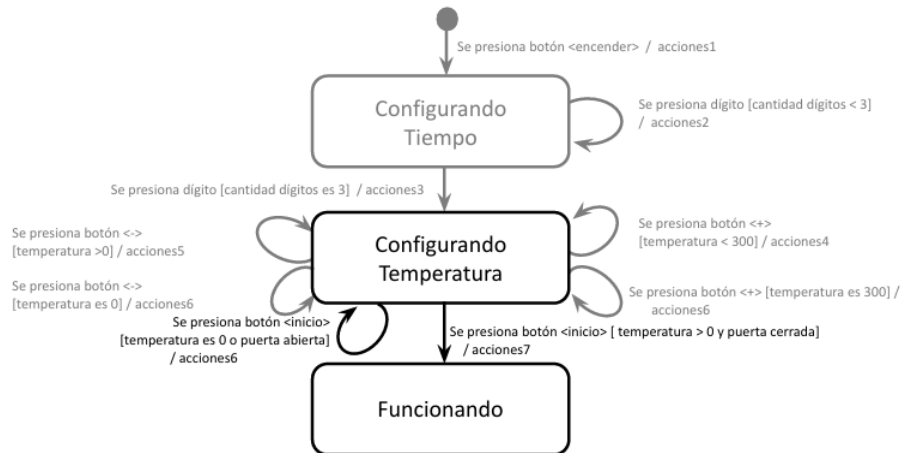 Se presiona botón <encender> / acciones1
Configurando
Tiempo
Se presiona dígito [cantidad dígitos < 3]
/ acciones2
Se presiona dígito [cantidad dígitos es 3] / acciones3
Se presiona botón <->
[temperatura >0] / acciones5
Configurando
Temperatura
Se presiona botón <+>
[temperatura < 300] / acciones4
Se presiona botón <->
[temperatura es 0] / acciones6
Se presiona botón <+> [temperatura es 300] /
acciones6
Se presiona botón <inicio>
[temperatura es 0 o puerta abierta]
/ acciones6
Se presiona botón <inicio> [ temperatura > 0 y puerta cerrada]
/ acciones7
Funcionando